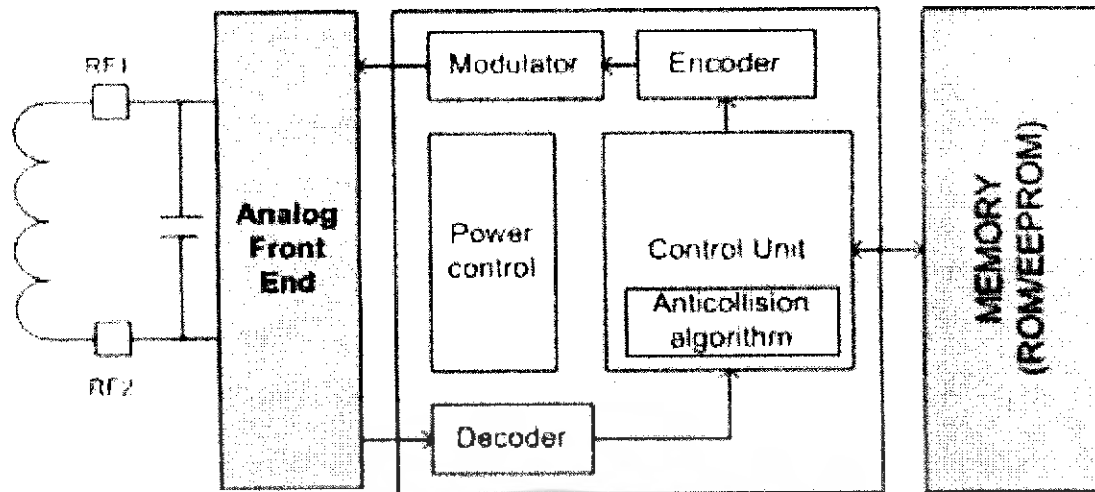 RF1
Modulator
Encoder
Analog
Front
End
Power
control
Control Unit
Anticollision
algorithm
MEMORY
(ROM/EEPROM)
RF2
Decoder